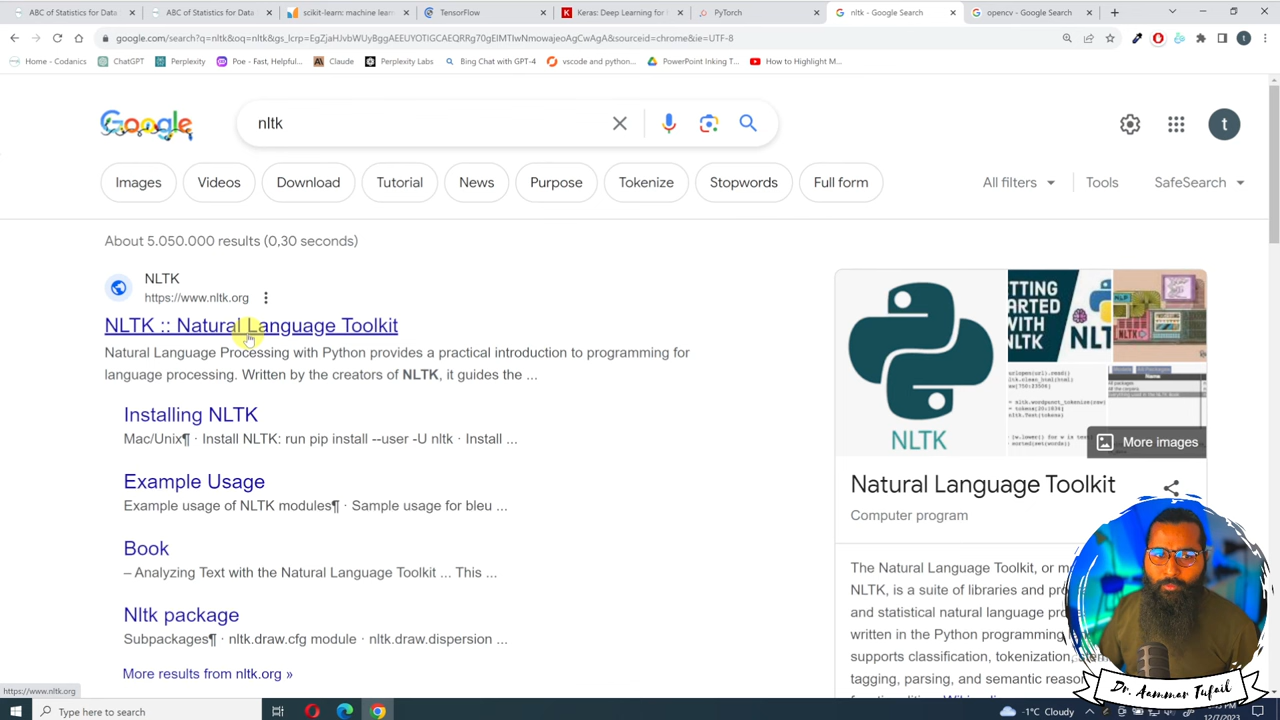 ABC of Statistics for Data
ABC of Statistics for Data
scikit-learn: machine lear
TensorFlow
Keras: Deep Learning for
PyTorch
nltk - Google Search
opencv - Google Search
google.com/search?q=nltk&oq=nltk&gs_lcrp=EgZjaHJvbWUyBggAEEUYOTIGCAEQRRg70gEIMTIwNmowajeoAgCwAgA&sourceid=chrome&ie=UTF-8
Home - Codanics
ChatGPT
Perplexity
Poe - Fast, Helpful...
Claude
Perplexity Labs
Bing Chat with GPT-4
vscode and python...
PowerPoint Inking T...
How to Highlight M...
Google
nltk
t
Images
Videos
Download
Tutorial
News
Purpose
Tokenize
Stopwords
Full form
All filters
Tools
SafeSearch
About 5.050.000 results (0,30 seconds)
NLTK
https://www.nltk.org
NLTK :: Natural Language Toolkit
Natural Language Processing with Python provides a practical introduction to programming for
language processing. Written by the creators of NLTK, it guides the ...
Installing NLTK
Mac/Unix¶ · Install NLTK: run pip install --user -U nltk · Install ...
Example Usage
Example usage of NLTK modules¶ · Sample usage for bleu ...
Book
– Analyzing Text with the Natural Language Toolkit ... This ...
Nltk package
Subpackages¶ · nltk.draw.cfg module · nltk.draw.dispersion ...
More results from nltk.org »
NLTK
GETTING
STARTED
WITH
NLTK
More images
Natural Language Toolkit
Computer program
The Natural Language Toolkit, or
NLTK, is a suite of libraries and
and statistical natural language
written in the Python programming
supports classification, tokenization,
tagging, parsing, and semantic
https://www.nltk.org
Type here to search
-1°C Cloudy
12/7/2023
Dr. Aammar Tufail